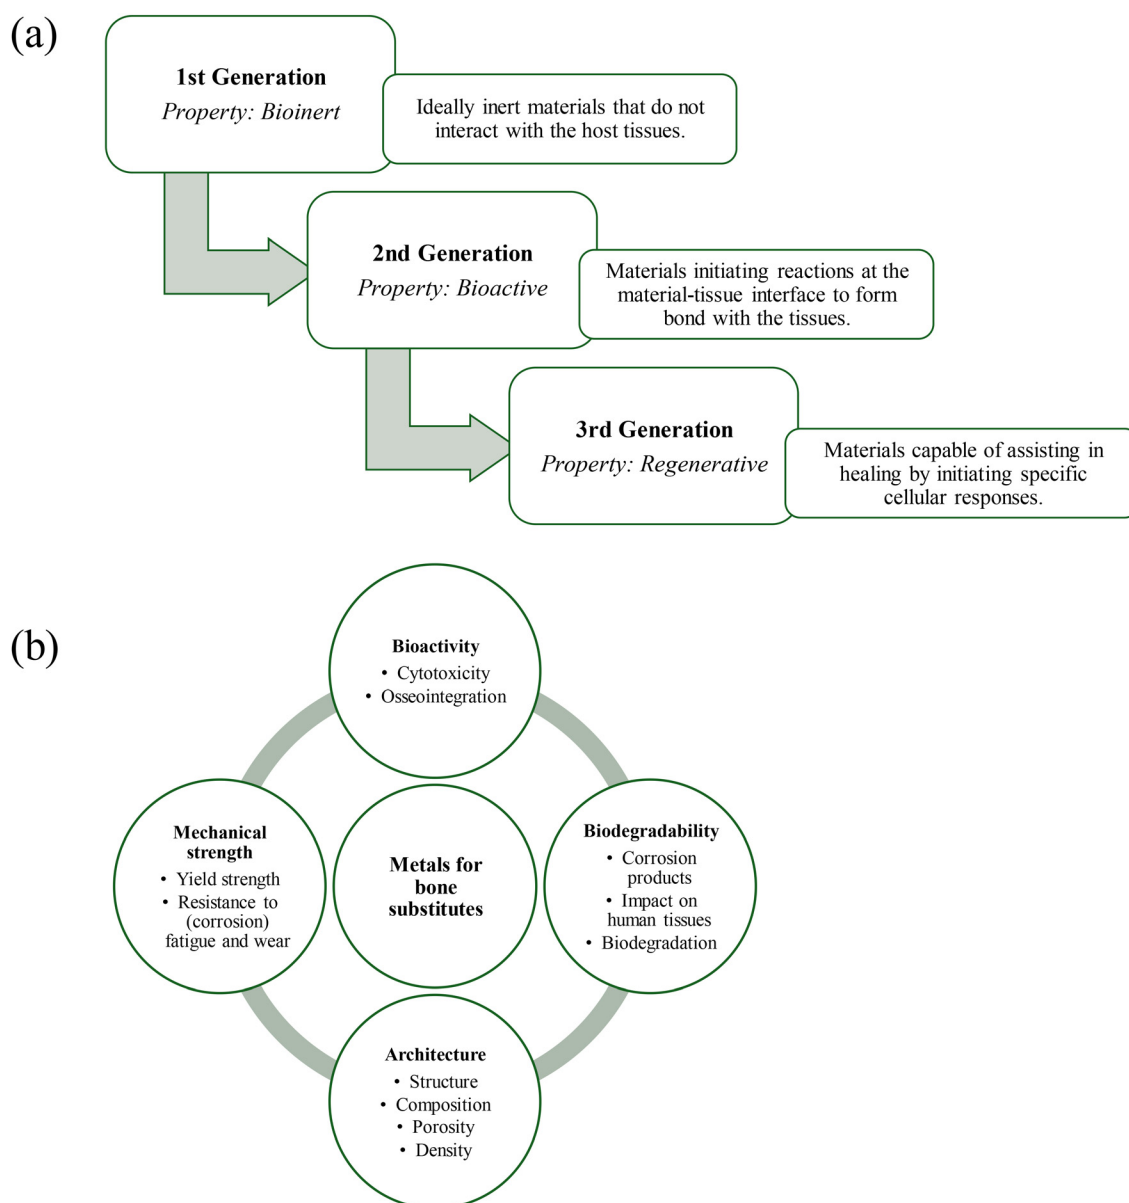 (a)
1st Generation
Property: Bioinert
Ideally inert materials that do not
interact with the host tissues.
2nd Generation
Property: Bioactive
Materials initiating reactions at the
material-tissue interface to form
bond with the tissues.
3rd Generation
Property: Regenerative
Materials capable of assisting in
healing by initiating specific
cellular responses.
(b)
Bioactivity
• Cytotoxicity
• Osseointegration
Mechanical
strength
• Yield strength
• Resistance to
(corrosion)
fatigue and wear
Metals for
bone
substitutes
Biodegradability
• Corrosion
products
• Impact on
human tissues
• Biodegradation
Architecture
• Structure
• Composition
• Porosity
• Density